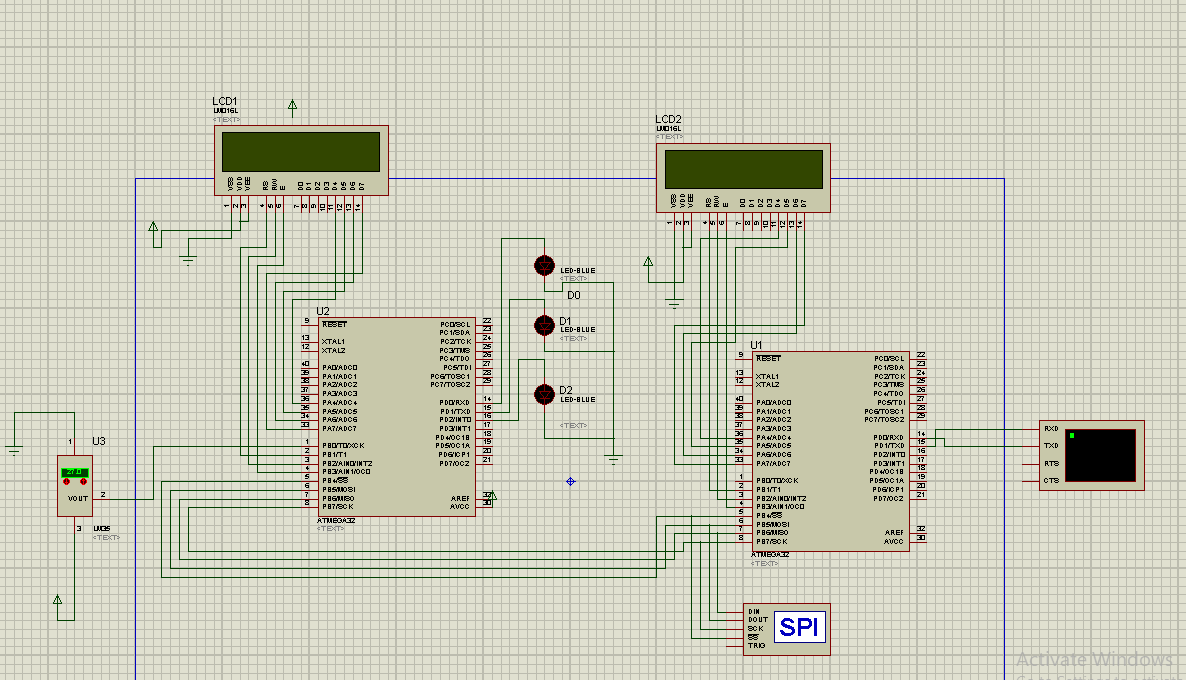 LCD1
LM016L
<TEXT>
VSS VDD VEE RS RW E D0 D1 D2 D3 D4 D5 D6 D7
1 2 3 4 5 6 7 8 9 10 11 12 13 14
LCD2
LM016L
<TEXT>
VSS VDD VEE RS RW E D0 D1 D2 D3 D4 D5 D6 D7
1 2 3 4 5 6 7 8 9 10 11 12 13 14
LED-BLUE
<TEXT>
D0
D1
LED-BLUE
<TEXT>
D2
LED-BLUE
<TEXT>
U2
9 RESET PC0/SCL 22
PC1/SDA 23
13 XTAL1 PC2/TCK 24
12 XTAL2 PC3/TMS 25
PC4/TDO 26
40 PA0/ADC0 PC5/TDI 27
39 PA1/ADC1 PC6/TOSC1 28
38 PA2/ADC2 PC7/TOSC2 29
37 PA3/ADC3
36 PA4/ADC4 PD0/RXD 14
35 PA5/ADC5 PD1/TXD 15
34 PA6/ADC6 PD2/INT0 16
33 PA7/ADC7 PD3/INT1 17
PD4/OC1B 18
1 PB0/T0/XCK PD5/OC1A 19
2 PB1/T1 PD6/ICP1 20
3 PB2/AIN0/INT2 PD7/OC2 21
4 PB3/AIN1/OC0
5 PB4/SS
6 PB5/MOSI
7 PB6/MISO AREF 32
8 PB7/SCK AVCC 30
ATMEGA32
<TEXT>
U1
9 RESET PC0/SCL 22
PC1/SDA 23
13 XTAL1 PC2/TCK 24
12 XTAL2 PC3/TMS 25
PC4/TDO 26
40 PA0/ADC0 PC5/TDI 27
39 PA1/ADC1 PC6/TOSC1 28
38 PA2/ADC2 PC7/TOSC2 29
37 PA3/ADC3
36 PA4/ADC4 PD0/RXD 14
35 PA5/ADC5 PD1/TXD 15
34 PA6/ADC6 PD2/INT0 16
33 PA7/ADC7 PD3/INT1 17
PD4/OC1B 18
1 PB0/T0/XCK PD5/OC1A 19
2 PB1/T1 PD6/ICP1 20
3 PB2/AIN0/INT2 PD7/OC2 21
4 PB3/AIN1/OC0
5 PB4/SS
6 PB5/MOSI
7 PB6/MISO AREF 32
8 PB7/SCK AVCC 30
ATMEGA32
<TEXT>
RXD
TXD
RTS
CTS
1
U3
27.0
VOUT 2
3
LM35
<TEXT>
DIN
DOUT
SCK
SS
TRIG
SPI
Activate Windows